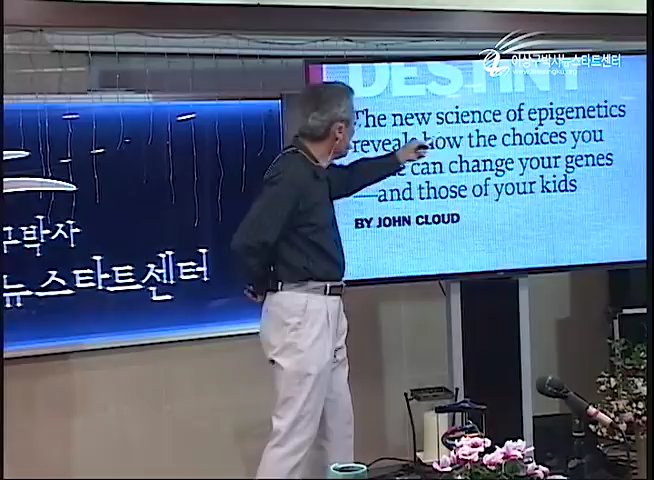 이상구박사뉴스타트센터
DESTINY
The new science of epigenetics
reveals how the choices you
can change your genes
—and those of your kids
BY JOHN CLOUD
구박사
뉴스타트센터